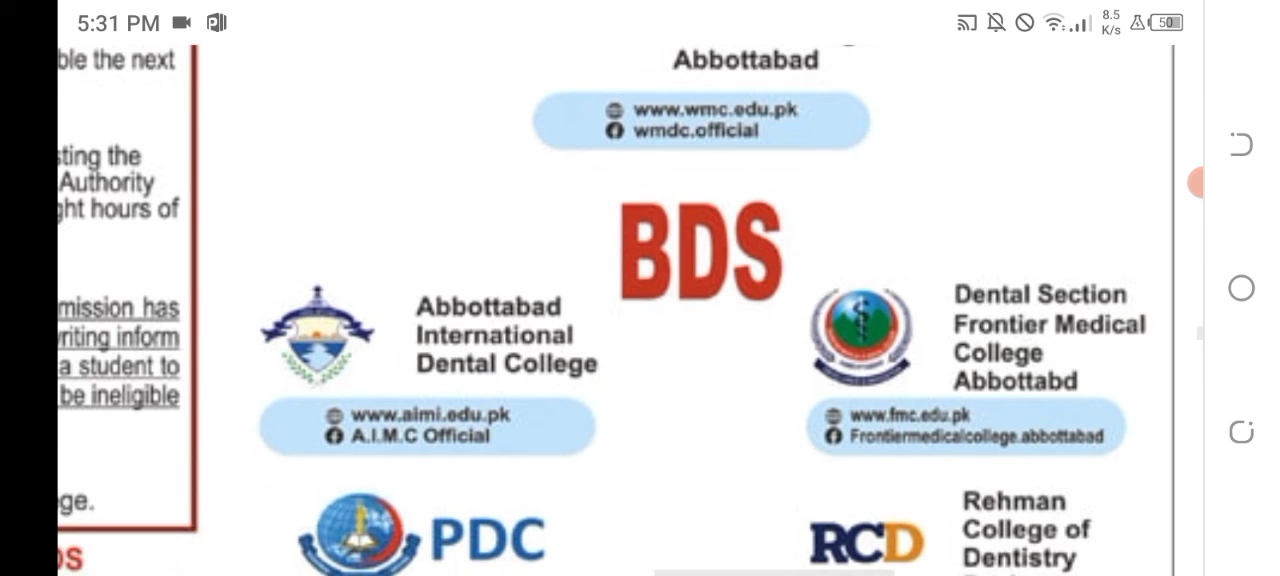 5:31 PM
8.5
K/s
50
ble the next
sting the
Authority
ght hours of
mission has
writing inform
a student to
be ineligible
ge.
DS
Abbottabad
www.wmc.edu.pk
wmdc.official
BDS
Abbottabad
International
Dental College
www.aimi.edu.pk
A.I.M.C Official
Dental Section
Frontier Medical
College
Abbottabd
www.fmc.edu.pk
Frontiermedicalcollege.abbottabad
PDC
RCD
Rehman
College of
Dentistry